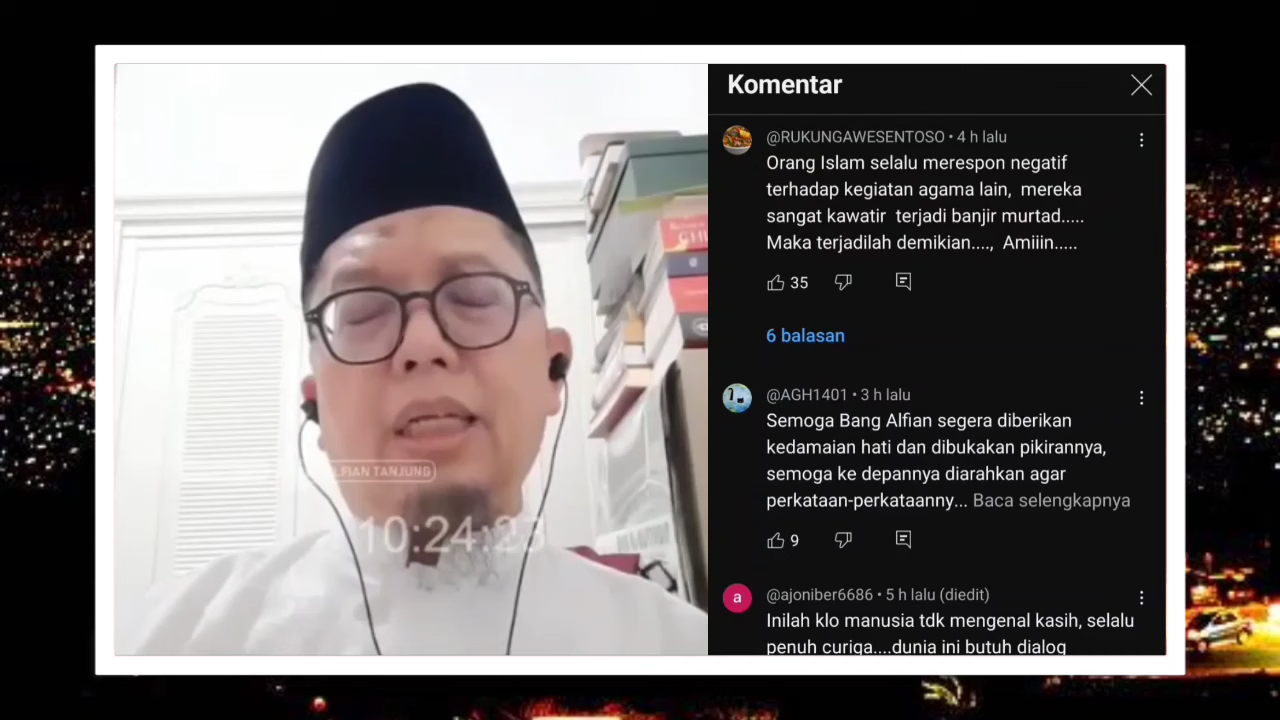 Komentar
@RUKUNGAWESENTOSO • 4 h lalu
Orang Islam selalu merespon negatif
terhadap kegiatan agama lain, mereka
sangat kawatir terjadi banjir murtad.....
Maka terjadilah demikian...., Amiiin.....
35
6 balasan
@AGH1401 • 3 h lalu
Semoga Bang Alfian segera diberikan
kedamaian hati dan dibukakan pikirannya,
semoga ke depannya diarahkan agar
perkataan-perkataanny... Baca selengkapnya
9
a
@ajoniber6686 • 5 h lalu (diedit)
Inilah klo manusia tdk mengenal kasih, selalu
penuh curiga....dunia ini butuh dialog
LFIAN TANJUNG
10:24:23